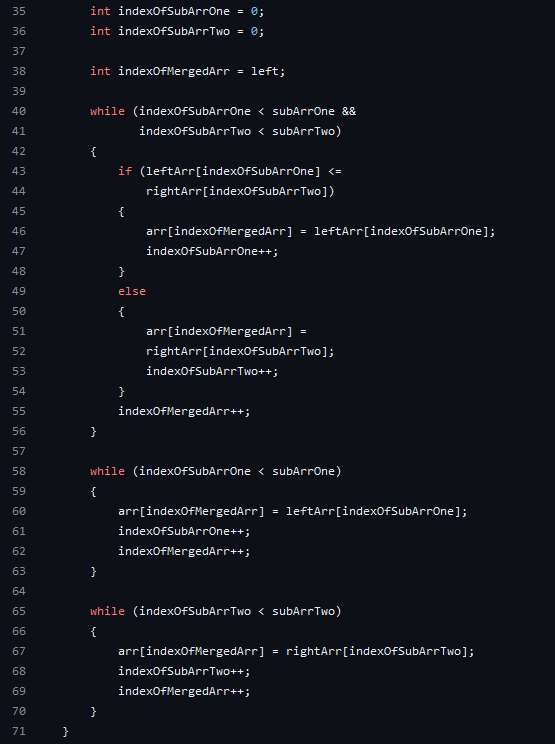 35        int indexOfSubArrOne = 0;
36        int indexOfSubArrTwo = 0;
37
38        int indexOfMergedArr = left;
39
40        while (indexOfSubArrOne < subArrOne &&
41               indexOfSubArrTwo < subArrTwo)
42        {
43            if (leftArr[indexOfSubArrOne] <=
44                rightArr[indexOfSubArrTwo])
45            {
46                arr[indexOfMergedArr] = leftArr[indexOfSubArrOne];
47                indexOfSubArrOne++;
48            }
49            else
50            {
51                arr[indexOfMergedArr] =
52                rightArr[indexOfSubArrTwo];
53                indexOfSubArrTwo++;
54            }
55            indexOfMergedArr++;
56        }
57
58        while (indexOfSubArrOne < subArrOne)
59        {
60            arr[indexOfMergedArr] = leftArr[indexOfSubArrOne];
61            indexOfSubArrOne++;
62            indexOfMergedArr++;
63        }
64
65        while (indexOfSubArrTwo < subArrTwo)
66        {
67            arr[indexOfMergedArr] = rightArr[indexOfSubArrTwo];
68            indexOfSubArrTwo++;
69            indexOfMergedArr++;
70        }
71    }